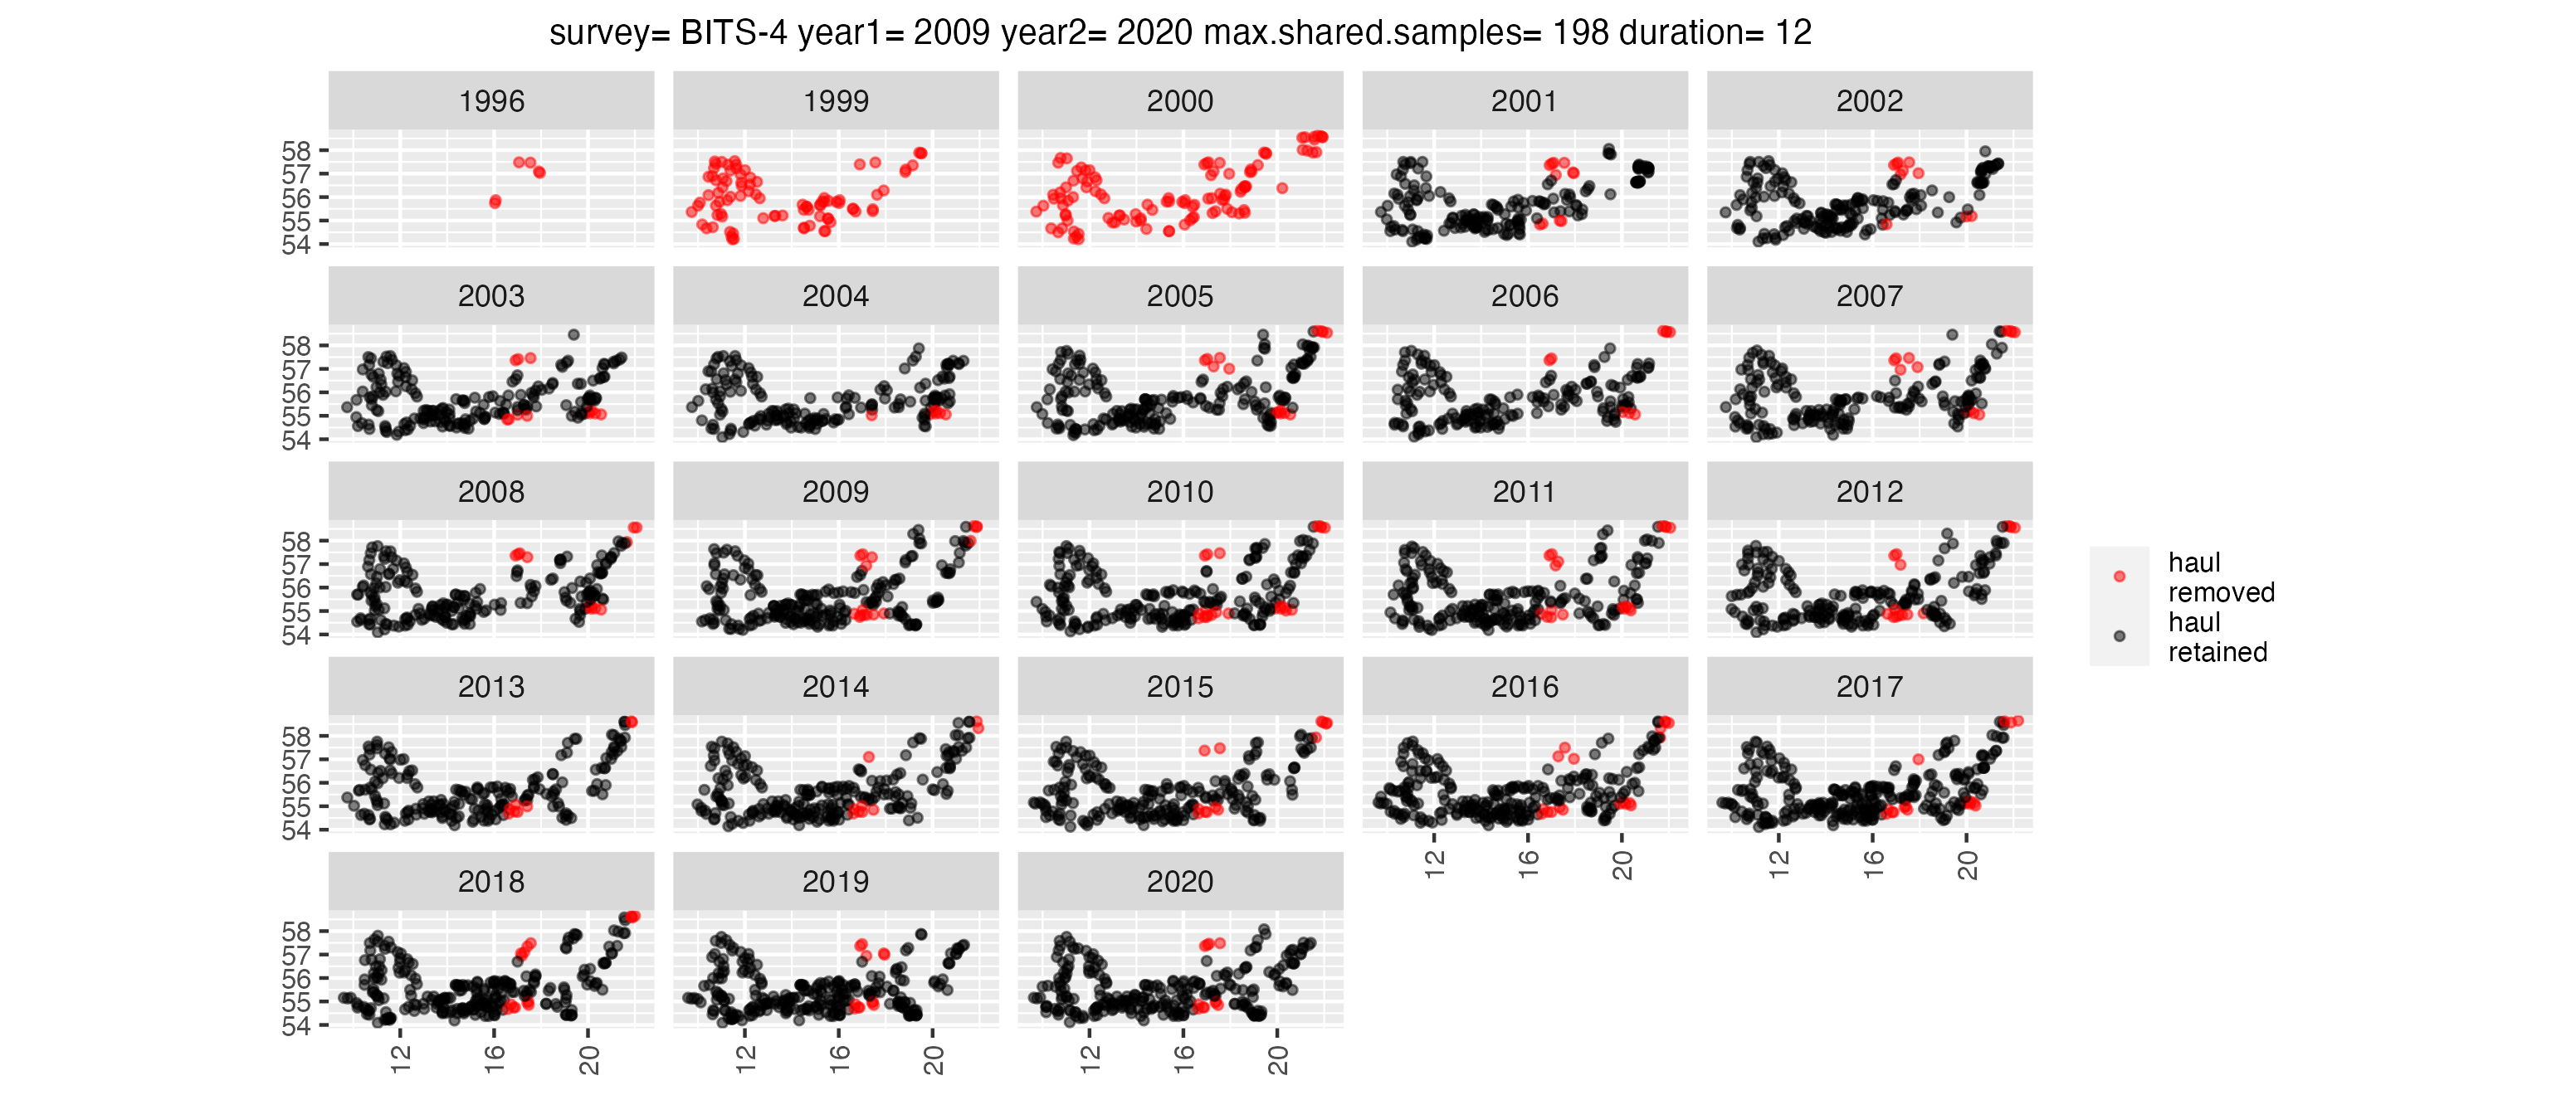 survey= BITS-4 year1= 2009 year2= 2020 max.shared.samples= 198 duration= 12
1996 1999 2000 2001 2002
58
57
56
55
54
2003 2004 2005 2006 2007
58
57
56
55
54
2008 2009 2010 2011 2012
58
57
56
55
54
haul
removed
haul
retained
2013 2014 2015 2016 2017
58
57
56
55
54
12 16 20 12 16 20
2018 2019 2020
58
57
56
55
54
12 16 20 12 16 20 12 16 20